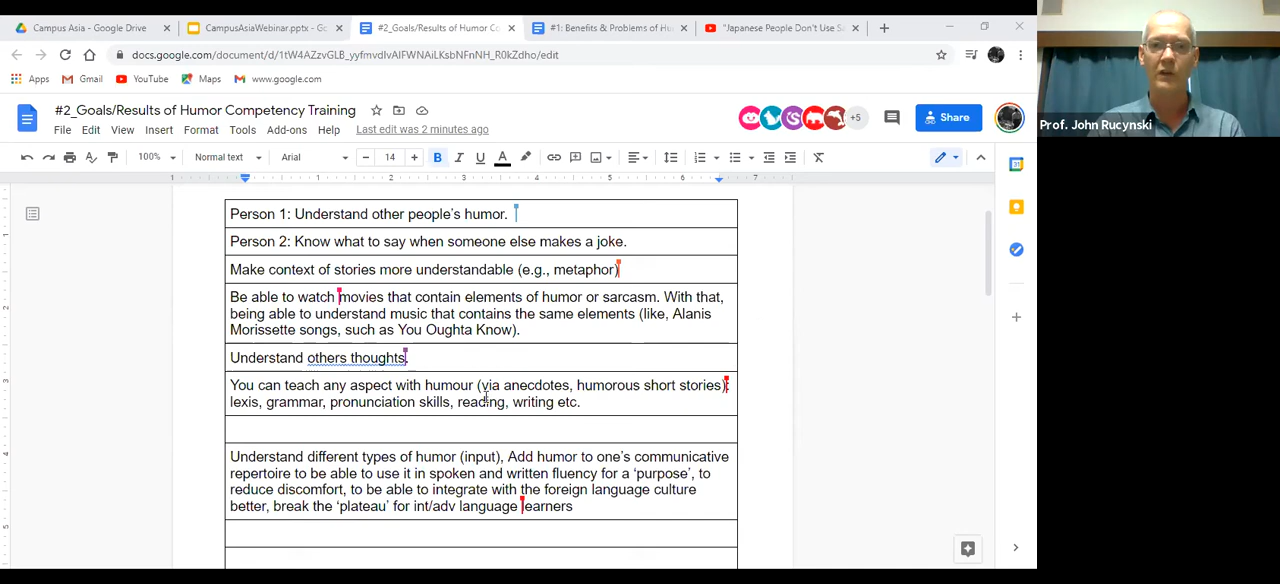 Campus Asia - Google Drive
CampusAsiaWebinar.pptx - Go
#2_Goals/Results of Humor Co
#1: Benefits & Problems of Hu
"Japanese People Don't Use Sa
docs.google.com/document/d/1tW4AZzvGLB_yyfmvdIvAIFWNAiLKsbNFnNH_R0kZdho/edit
Apps
Gmail
YouTube
Maps
www.google.com
#2_Goals/Results of Humor Competency Training
File Edit View Insert Format Tools Add-ons Help Last edit was 2 minutes ago
+5
Share
100% Normal text Arial 14
Prof. John Rucynski
1 1 2 3 4 5 6 7
Person 1: Understand other people's humor.
Person 2: Know what to say when someone else makes a joke.
Make context of stories more understandable (e.g., metaphor)
Be able to watch movies that contain elements of humor or sarcasm. With that,
being able to understand music that contains the same elements (like, Alanis
Morissette songs, such as You Oughta Know).
Understand others thoughts.
You can teach any aspect with humour (via anecdotes, humorous short stories):
lexis, grammar, pronunciation skills, reading, writing etc.
Understand different types of humor (input), Add humor to one's communicative
repertoire to be able to use it in spoken and written fluency for a 'purpose', to
reduce discomfort, to be able to integrate with the foreign language culture
better, break the 'plateau' for int/adv language learners